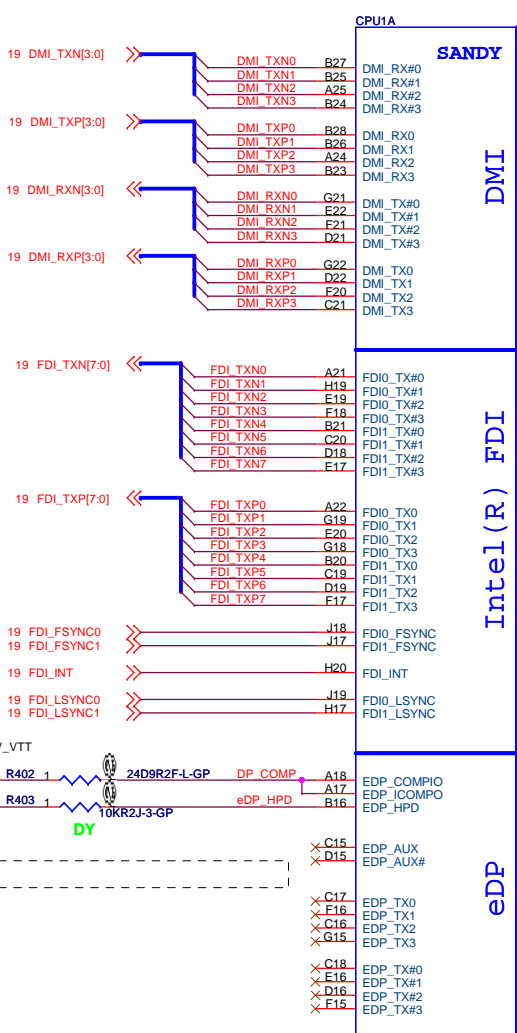 CPU1A
SANDY
19 DMI_TXN[3:0]
DMI_TXN0 B27 DMI_RX#0
DMI_TXN1 B25 DMI_RX#1
DMI_TXN2 A25 DMI_RX#2
DMI_TXN3 B24 DMI_RX#3
19 DMI_TXP[3:0]
DMI_TXP0 B28 DMI_RX0
DMI_TXP1 B26 DMI_RX1
DMI_TXP2 A24 DMI_RX2
DMI_TXP3 B23 DMI_RX3
DMI
19 DMI_RXN[3:0]
DMI_RXN0 G21 DMI_TX#0
DMI_RXN1 E22 DMI_TX#1
DMI_RXN2 F21 DMI_TX#2
DMI_RXN3 D21 DMI_TX#3
19 DMI_RXP[3:0]
DMI_RXP0 G22 DMI_TX0
DMI_RXP1 D22 DMI_TX1
DMI_RXP2 F20 DMI_TX2
DMI_RXP3 C21 DMI_TX3
19 FDI_TXN[7:0]
FDI_TXN0 A21 FDI0_TX#0
FDI_TXN1 H19 FDI0_TX#1
FDI_TXN2 E19 FDI0_TX#2
FDI_TXN3 F18 FDI0_TX#3
FDI_TXN4 B21 FDI1_TX#0
FDI_TXN5 C20 FDI1_TX#1
FDI_TXN6 D18 FDI1_TX#2
FDI_TXN7 E17 FDI1_TX#3
Intel(R) FDI
19 FDI_TXP[7:0]
FDI_TXP0 A22 FDI0_TX0
FDI_TXP1 G19 FDI0_TX1
FDI_TXP2 E20 FDI0_TX2
FDI_TXP3 G18 FDI0_TX3
FDI_TXP4 B20 FDI1_TX0
FDI_TXP5 C19 FDI1_TX1
FDI_TXP6 D19 FDI1_TX2
FDI_TXP7 F17 FDI1_TX3
19 FDI_FSYNC0 J18 FDI0_FSYNC
19 FDI_FSYNC1 J17 FDI1_FSYNC
19 FDI_INT H20 FDI_INT
19 FDI_LSYNC0 J19 FDI0_LSYNC
19 FDI_LSYNC1 H17 FDI1_LSYNC
_VTT
R402 1 24D9R2F-L-GP DP_COMP A18 EDP_COMPIO
A17 EDP_ICOMPO
R403 1 10KR2J-3-GP eDP_HPD B16 EDP_HPD
DY
C15 EDP_AUX
D15 EDP_AUX#
eDP
C17 EDP_TX0
F16 EDP_TX1
C16 EDP_TX2
G15 EDP_TX3
C18 EDP_TX#0
E16 EDP_TX#1
D16 EDP_TX#2
F15 EDP_TX#3